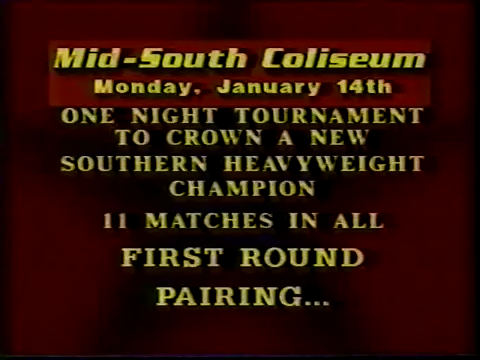 Mid-South Coliseum
Monday, January 14th
ONE NIGHT TOURNAMENT
TO CROWN A NEW
SOUTHERN HEAVYWEIGHT
CHAMPION
11 MATCHES IN ALL
FIRST ROUND
PAIRING...